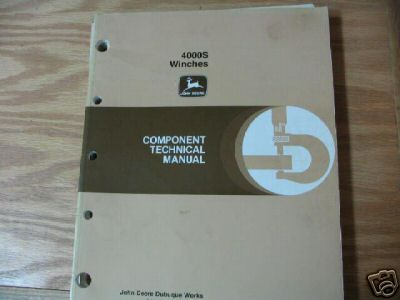 4000S
Winches
JOHN DEERE
COMPONENT
TECHNICAL
MANUAL
John Deere Dubuque Works